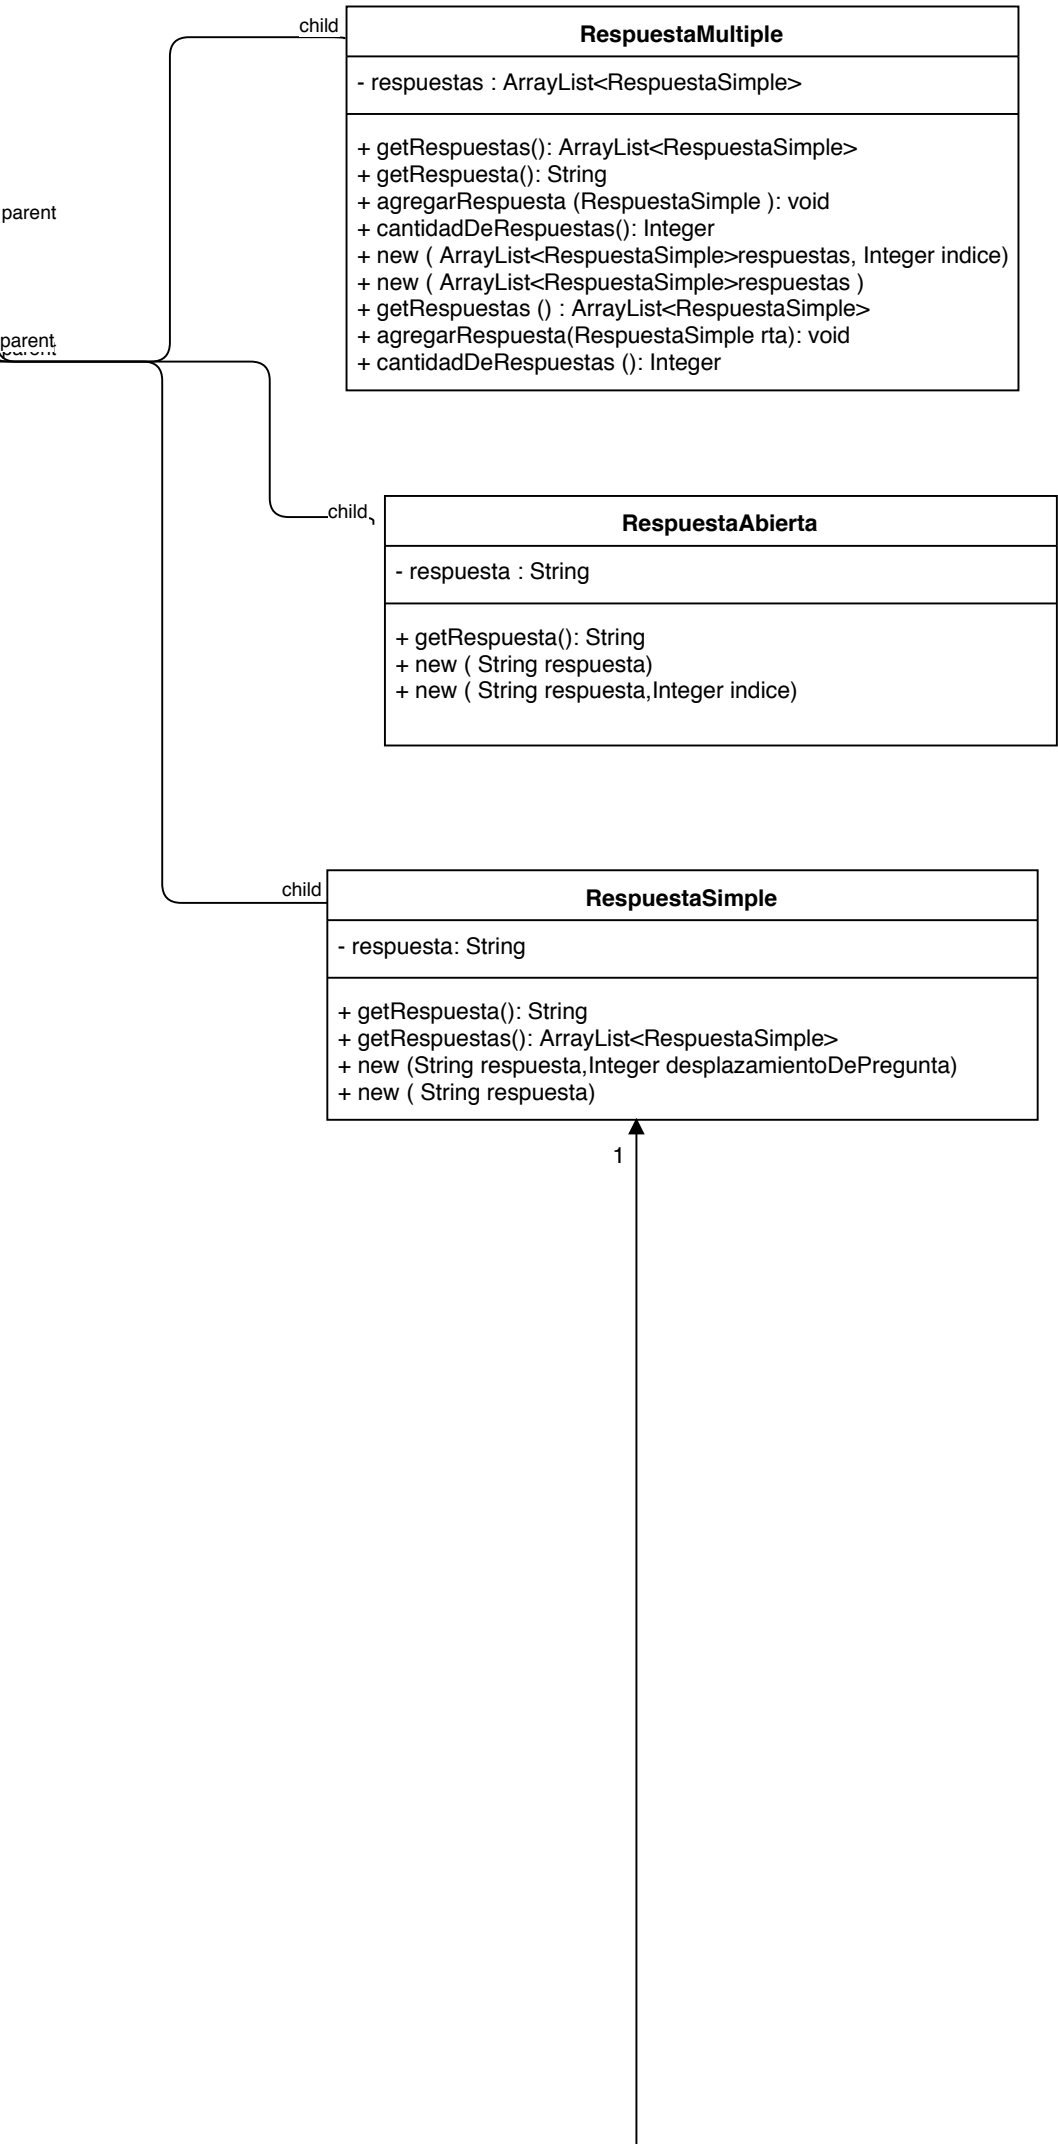 child
RespuestaMultiple
- respuestas : ArrayList<RespuestaSimple>
+ getRespuestas(): ArrayList<RespuestaSimple>
+ getRespuesta(): String
+ agregarRespuesta (RespuestaSimple ): void
+ cantidadDeRespuestas(): Integer
+ new ( ArrayList<RespuestaSimple>respuestas, Integer indice)
+ new ( ArrayList<RespuestaSimple>respuestas )
+ getRespuestas () : ArrayList<RespuestaSimple>
+ agregarRespuesta(RespuestaSimple rta): void
+ cantidadDeRespuestas (): Integer
parent
parent
parent
child
RespuestaAbierta
- respuesta : String
+ getRespuesta(): String
+ new ( String respuesta)
+ new ( String respuesta,Integer indice)
child
RespuestaSimple
- respuesta: String
+ getRespuesta(): String
+ getRespuestas(): ArrayList<RespuestaSimple>
+ new (String respuesta,Integer desplazamientoDePregunta)
+ new ( String respuesta)
1